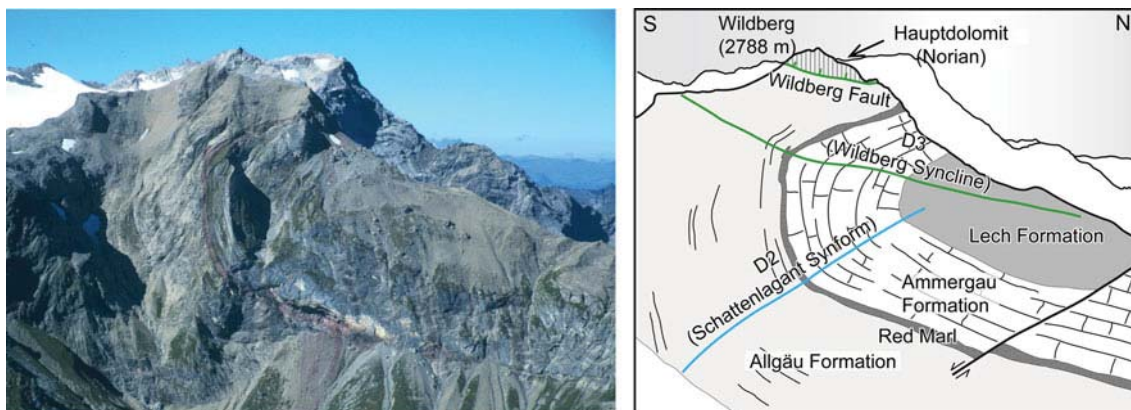 S
Wildberg
(2788 m)
N
Hauptdolomit
(Norian)
Wildberg Fault
D3
(Wildberg Syncline)
Lech Formation
D2
(Schattenlagant Synform)
Ammergau
Formation
Red Marl
Allgäu Formation